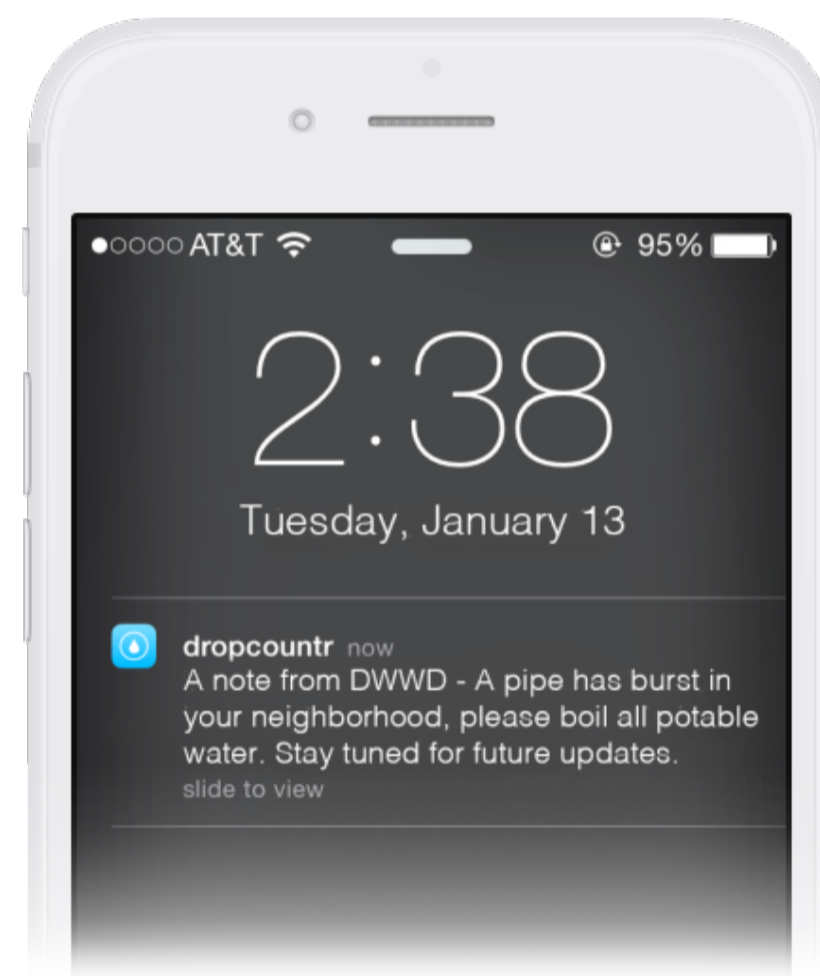 AT&T 95%
2:38
Tuesday, January 13
dropcountr now
A note from DWWD - A pipe has burst in
your neighborhood, please boil all potable
water. Stay tuned for future updates.
slide to view